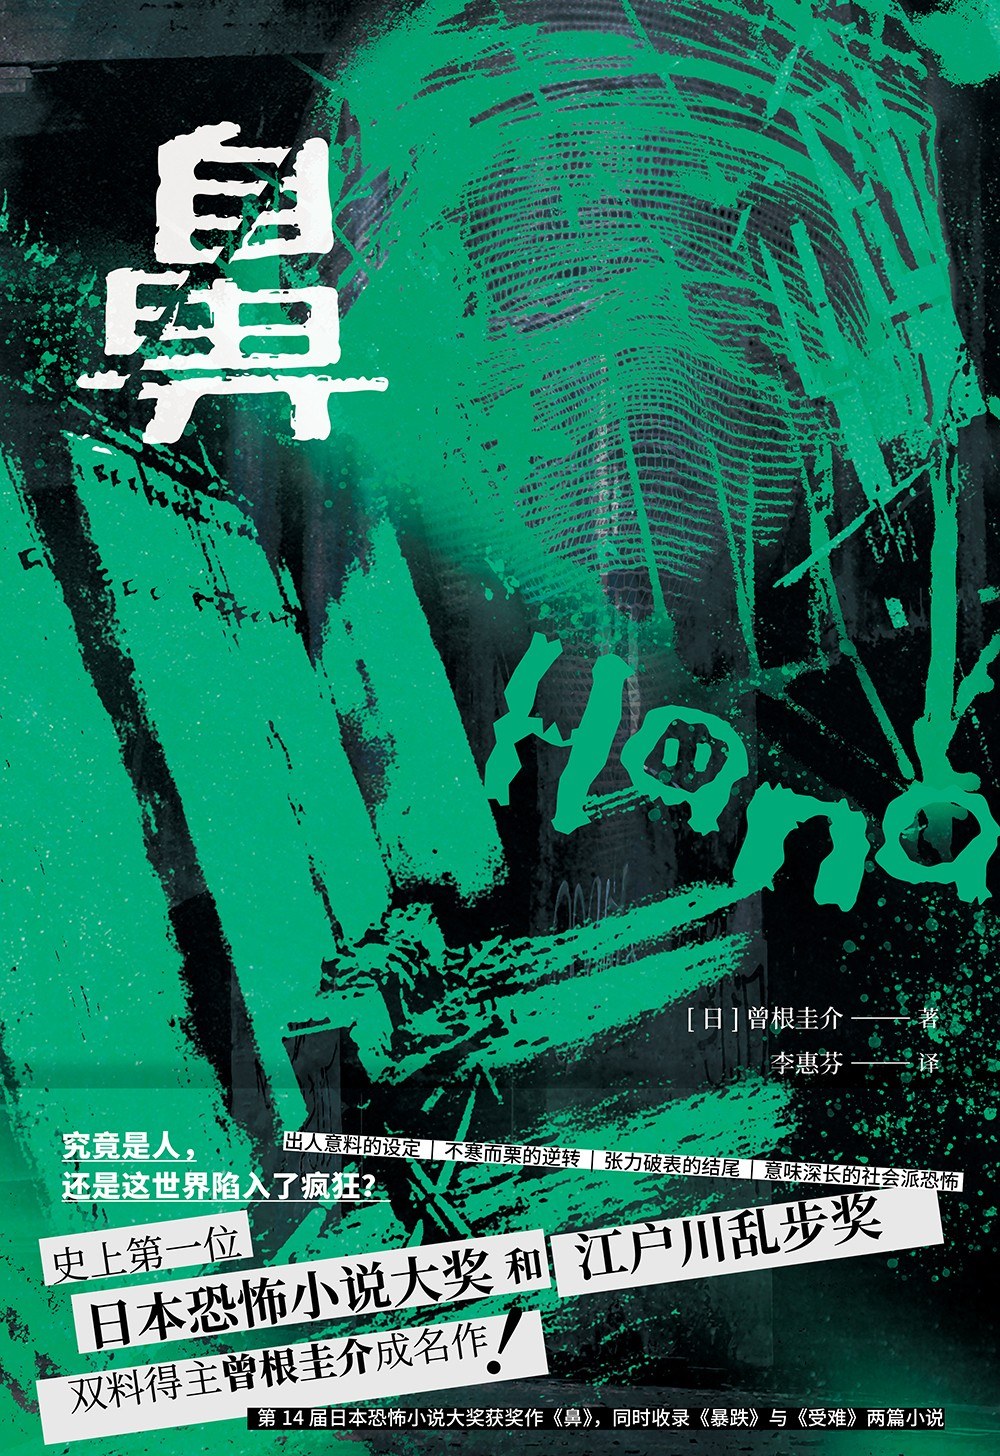 鼻
Hana
[日]曾根圭介 —— 著
李惠芬 —— 译
究竟是人，
还是这世界陷入了疯狂？
出人意料的设定｜不寒而栗的逆转｜张力破表的结尾｜意味深长的社会派恐怖
史上第一位
日本恐怖小说大奖 和 江户川乱步奖
双料得主曾根圭介成名作！
第 14 届日本恐怖小说大奖获奖作《鼻》，同时收录《暴跌》与《受难》两篇小说